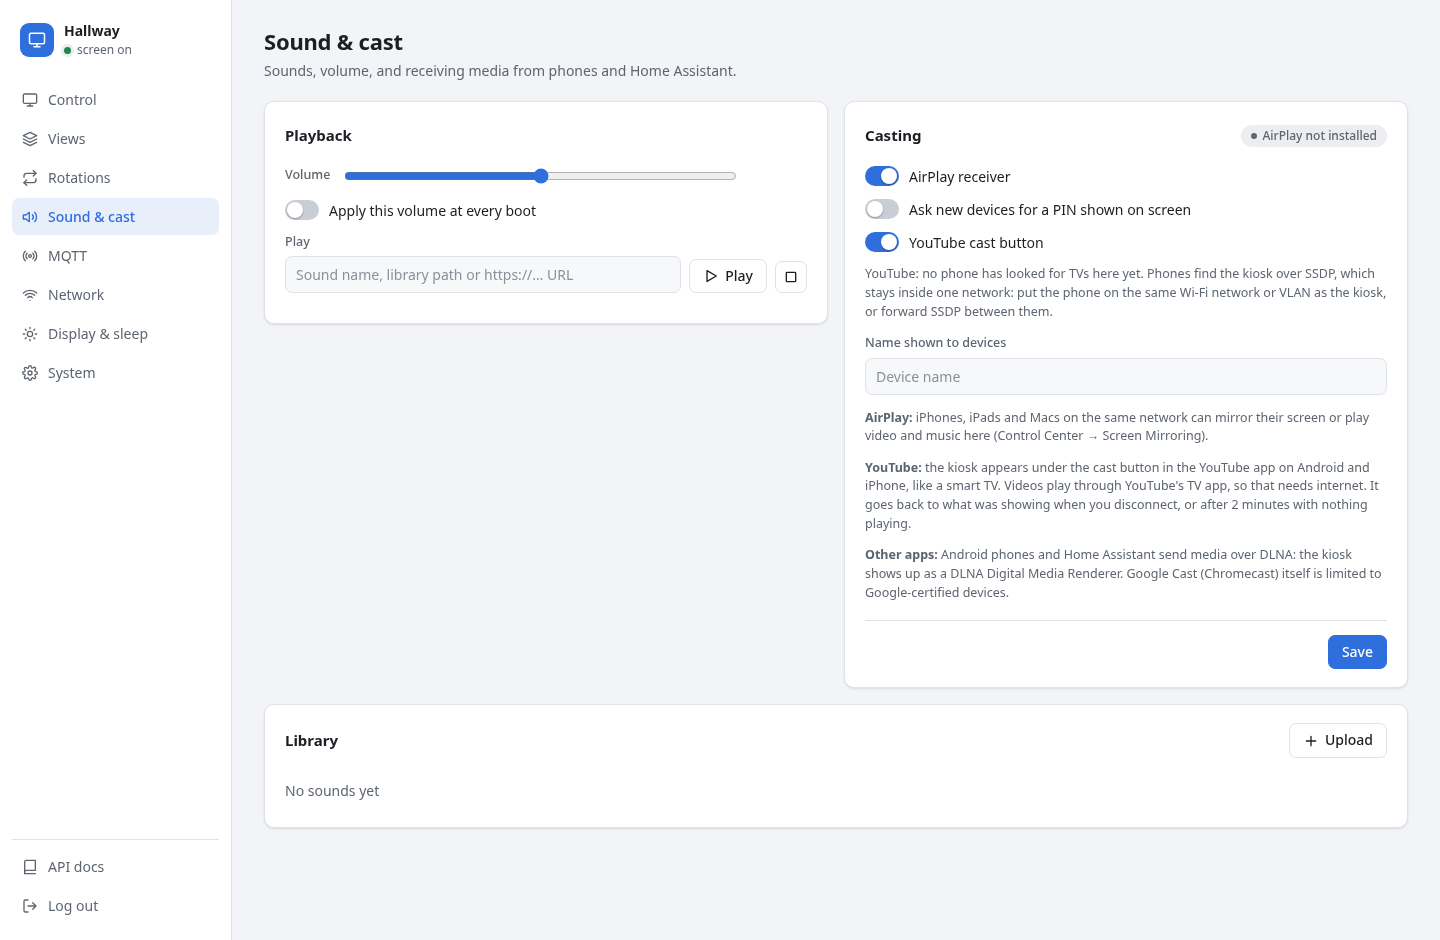 Hallway
screen on
Control
Views
Rotations
Sound & cast
MQTT
Network
Display & sleep
System
API docs
Log out
Sound & cast
Sounds, volume, and receiving media from phones and Home Assistant.
Playback
Volume
Apply this volume at every boot
Play
Sound name, library path or https://... URL
Play
Casting
AirPlay not installed
AirPlay receiver
Ask new devices for a PIN shown on screen
YouTube cast button
YouTube: no phone has looked for TVs here yet. Phones find the kiosk over SSDP, which
stays inside one network: put the phone on the same Wi-Fi network or VLAN as the kiosk,
or forward SSDP between them.
Name shown to devices
Device name
AirPlay: iPhones, iPads and Macs on the same network can mirror their screen or play
video and music here (Control Center → Screen Mirroring).
YouTube: the kiosk appears under the cast button in the YouTube app on Android and
iPhone, like a smart TV. Videos play through YouTube's TV app, so that needs internet. It
goes back to what was showing when you disconnect, or after 2 minutes with nothing
playing.
Other apps: Android phones and Home Assistant send media over DLNA: the kiosk
shows up as a DLNA Digital Media Renderer. Google Cast (Chromecast) itself is limited to
Google-certified devices.
Save
Library
Upload
No sounds yet